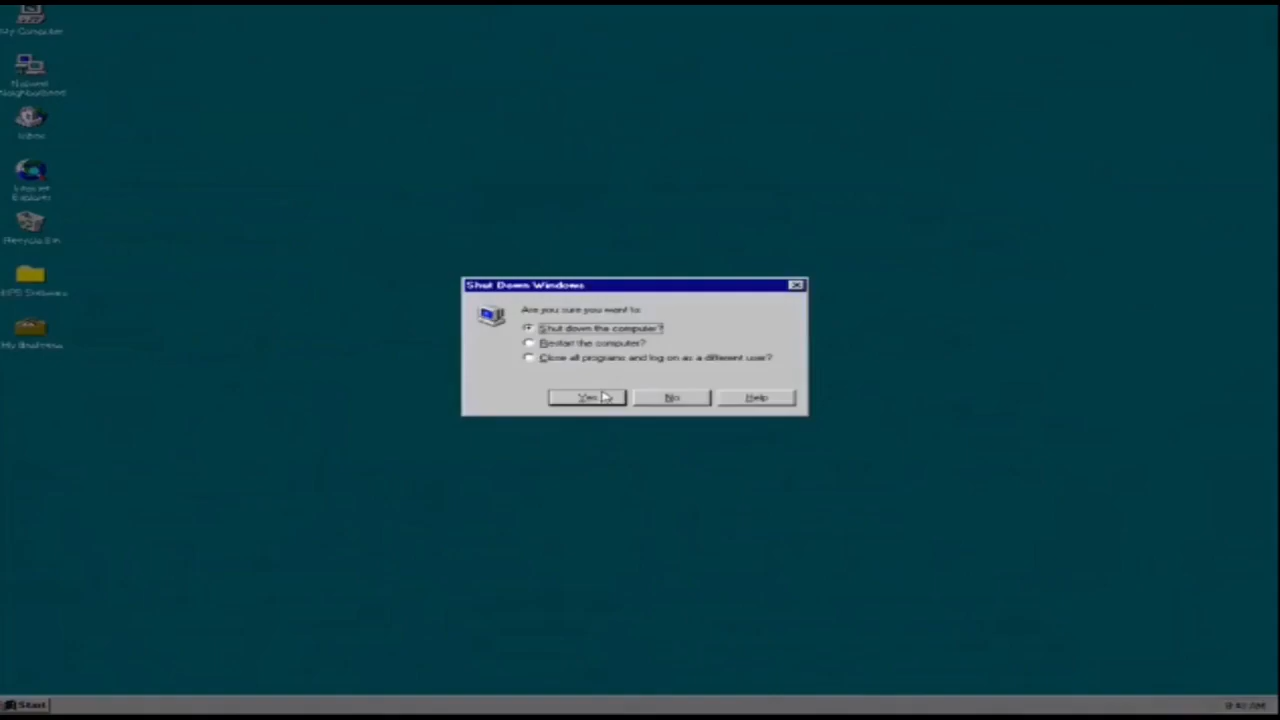 My Computer
Network
Neighborhood
Inbox
Internet
Explorer
Recycle Bin
My Briefcase
Shut Down Windows
Are you sure you want to:
Shut down the computer?
Restart the computer?
Close all programs and log on as a different user?
Yes No Help
Start